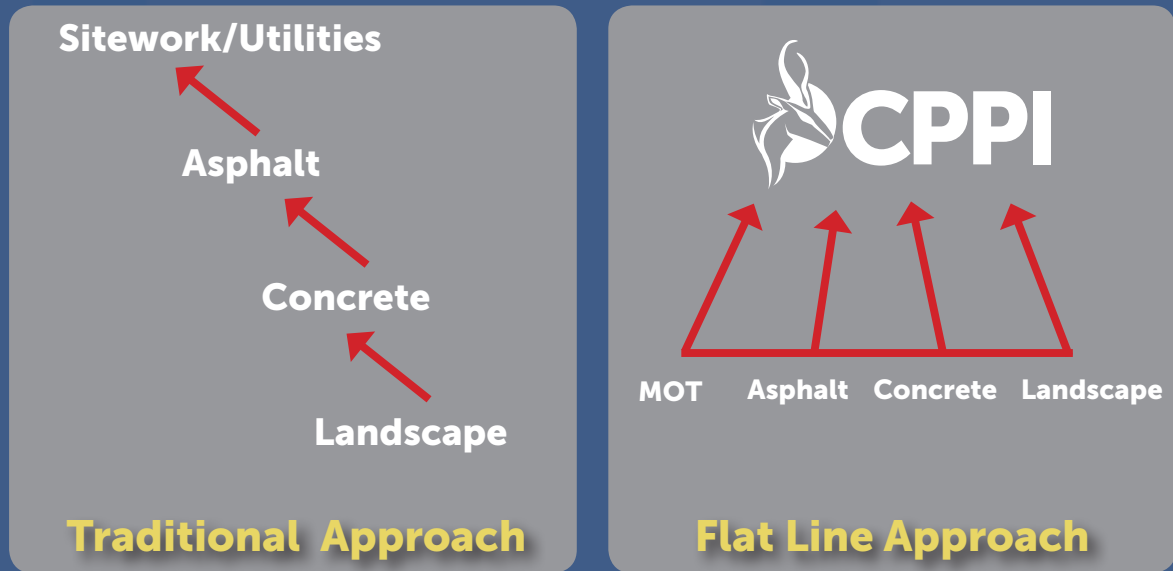 Sitework/Utilities
Asphalt
Concrete
Landscape
Traditional Approach
CPPI
MOT Asphalt Concrete Landscape
Flat Line Approach